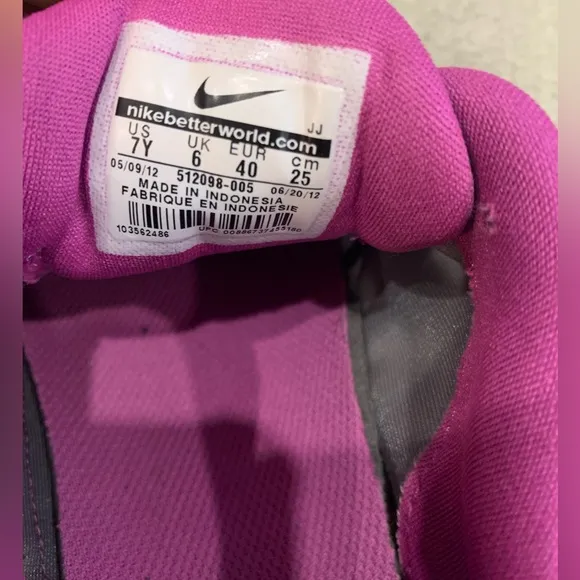 JJ
nikebetterworld.com
US UK EUR cm
7Y 6 40 25
05/09/12 512098-005 06/20/12
MADE IN INDONESIA
FABRIQUE EN INDONESIE
103562486 UPC